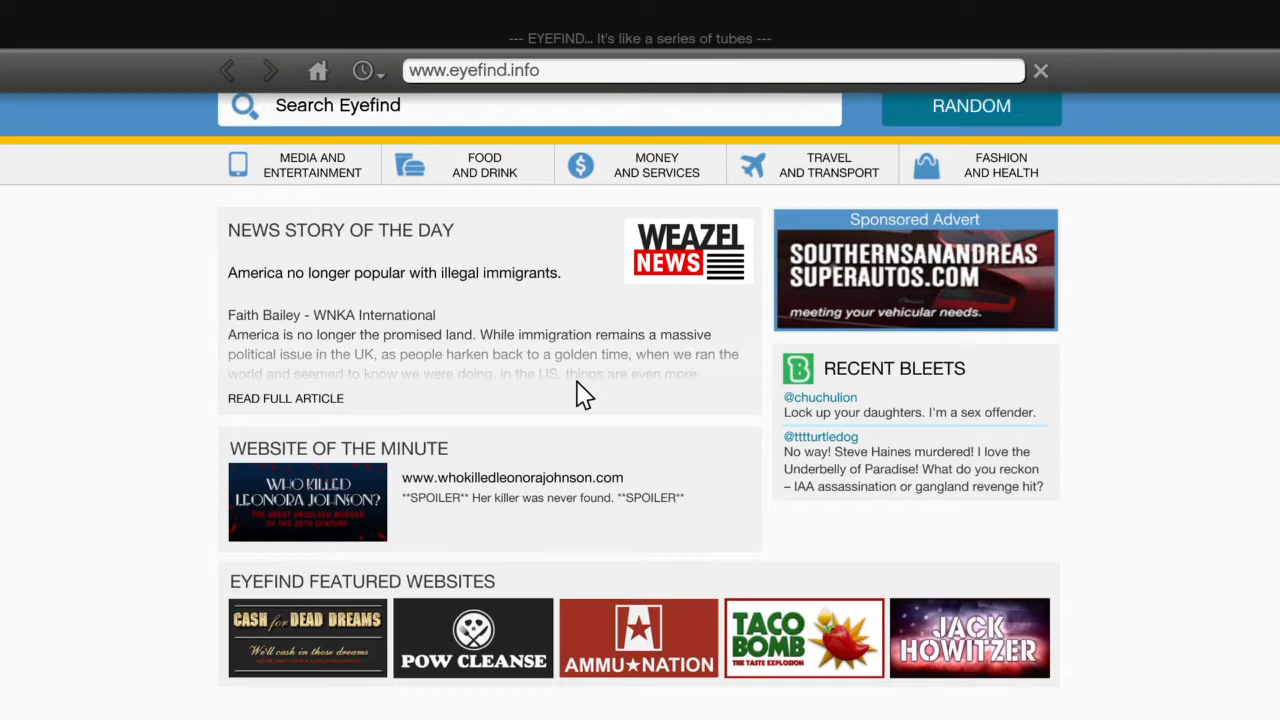 --- EYEFIND... It's like a series of tubes ---
www.eyefind.info
Search Eyefind
RANDOM
MEDIA AND
ENTERTAINMENT
FOOD
AND DRINK
MONEY
AND SERVICES
TRAVEL
AND TRANSPORT
FASHION
AND HEALTH
NEWS STORY OF THE DAY
WEAZEL
NEWS
America no longer popular with illegal immigrants.
Faith Bailey - WNKA International
America is no longer the promised land. While immigration remains a massive
political issue in the UK, as people harken back to a golden time, when we ran the
world and seemed to know we were doing, in the US, things are even more
READ FULL ARTICLE
Sponsored Advert
SOUTHERNSANANDREAS
SUPERAUTOS.COM
meeting your vehicular needs.
B RECENT BLEETS
@chuchulion
Lock up your daughters. I'm a sex offender.
@tttturtledog
No way! Steve Haines murdered! I love the
Underbelly of Paradise! What do you reckon
– IAA assassination or gangland revenge hit?
WEBSITE OF THE MINUTE
WHO KILLED
LEONORA JOHNSON?
THE GREAT UNSOLVED MURDER
OF THE 20TH CENTURY
www.whokilledleonorajohnson.com
**SPOILER** Her killer was never found. **SPOILER**
EYEFIND FEATURED WEBSITES
CASH for DEAD DREAMS
We'll cash in those dreams
POW CLEANSE
AMMU★NATION
TACO
BOMB
THE TASTE EXPLOSION
JACK
HOWITZER